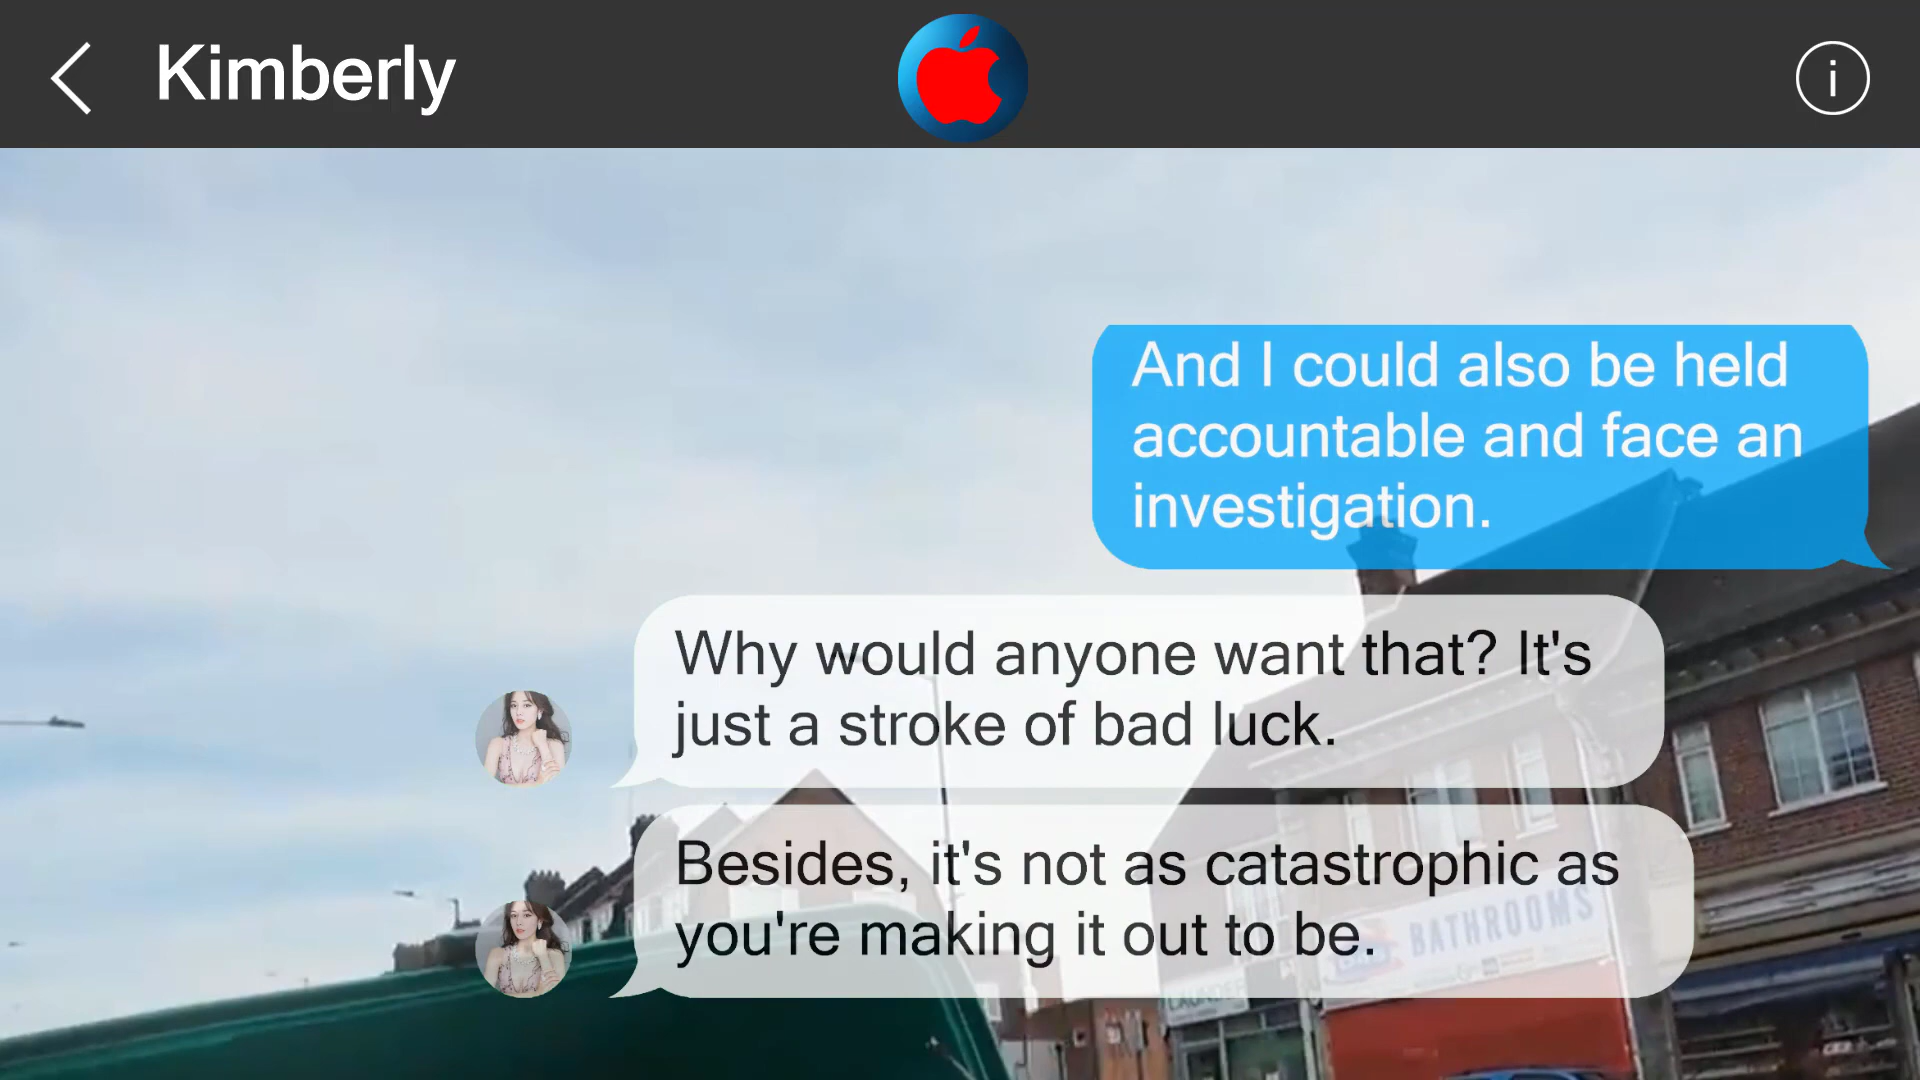 Kimberly
i
And I could also be held
accountable and face an
investigation.
Why would anyone want that? It's
just a stroke of bad luck.
Besides, it's not as catastrophic as
you're making it out to be.
BATHROOMS